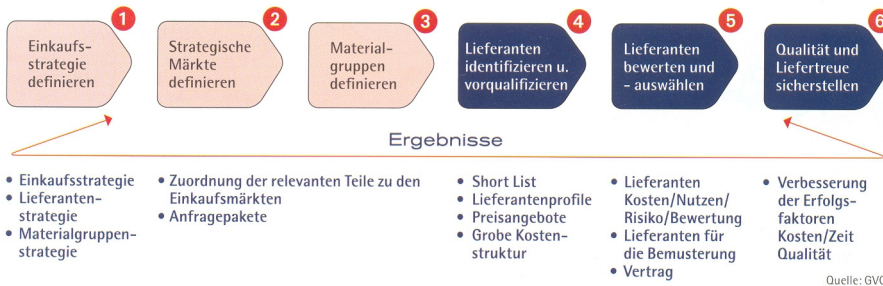 1
Einkaufs-
strategie
definieren
2
Strategische
Märkte
definieren
3
Material-
gruppen
definieren
4
Lieferanten
identifizieren u.
vorqualifizieren
5
Lieferanten
bewerten und
- auswählen
6
Qualität und
Liefertreue
sicherstellen
Ergebnisse
• Einkaufsstrategie
• Lieferanten-
strategie
• Materialgruppen-
strategie
• Zuordnung der relevanten Teile zu den
Einkaufsmärkten
• Anfragepakete
• Short List
• Lieferantenprofile
• Preisangebote
• Grobe Kosten-
struktur
• Lieferanten
Kosten/Nutzen/
Risiko/Bewertung
• Lieferanten für
die Bemusterung
• Vertrag
• Verbesserung
der Erfolgs-
faktoren
Kosten/Zeit
Qualität
Quelle: GVC